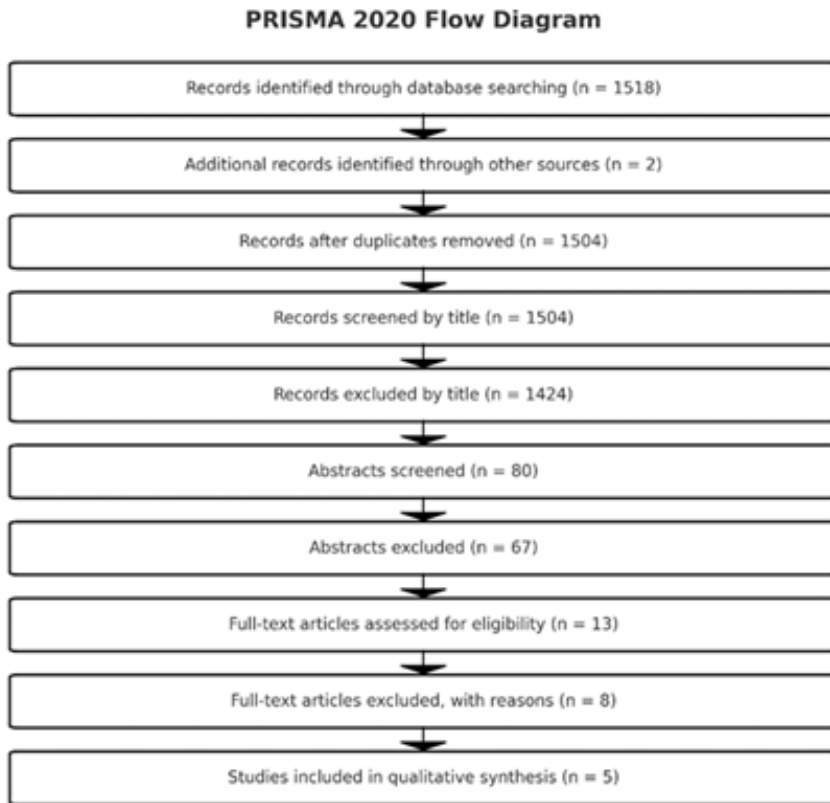 PRISMA 2020 Flow Diagram
Records identified through database searching (n = 1518)
Additional records identified through other sources (n = 2)
Records after duplicates removed (n = 1504)
Records screened by title (n = 1504)
Records excluded by title (n = 1424)
Abstracts screened (n = 80)
Abstracts excluded (n = 67)
Full-text articles assessed for eligibility (n = 13)
Full-text articles excluded, with reasons (n = 8)
Studies included in qualitative synthesis (n = 5)